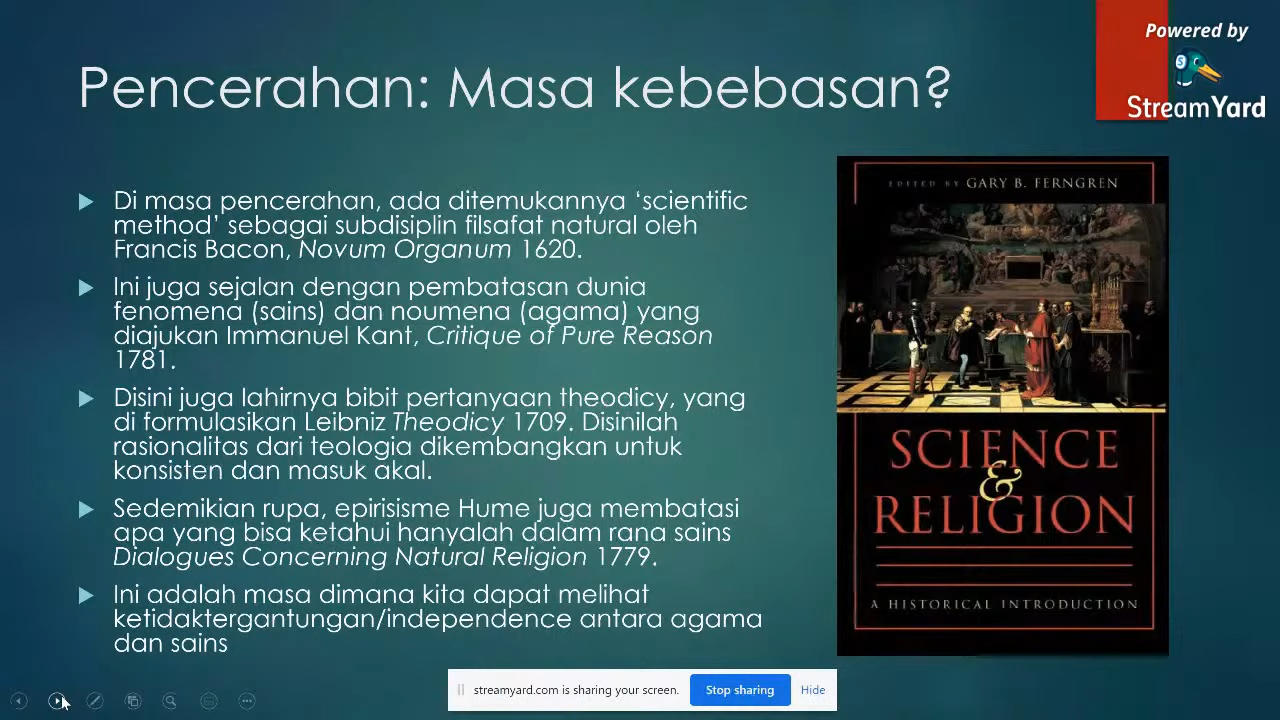 Powered by
StreamYard
Pencerahan: Masa kebebasan?
Di masa pencerahan, ada ditemukannya ‘scientific
method’ sebagai subdisiplin filsafat natural oleh
Francis Bacon, Novum Organum 1620.
Ini juga sejalan dengan pembatasan dunia
fenomena (sains) dan noumena (agama) yang
diajukan Immanuel Kant, Critique of Pure Reason
1781.
Disini juga lahirnya bibit pertanyaan theodicy, yang
di formulasikan Leibniz Theodicy 1709. Disinilah
rasionalitas dari teologia dikembangkan untuk
konsisten dan masuk akal.
Sedemikian rupa, epirisisme Hume juga membatasi
apa yang bisa ketahui hanyalah dalam rana sains
Dialogues Concerning Natural Religion 1779.
Ini adalah masa dimana kita dapat melihat
ketidaktergantungan/independence antara agama
dan sains
EDITED BY GARY B. FERNGREN
SCIENCE
&
RELIGION
A HISTORICAL INTRODUCTION
streamyard.com is sharing your screen.
Stop sharing
Hide